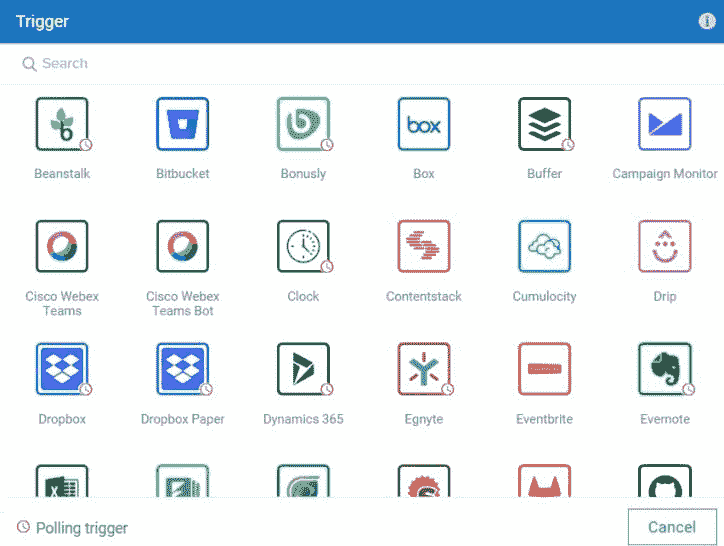 Trigger
Search
Beanstalk
Bitbucket
Bonusly
box
Box
Buffer
Campaign Monitor
Cisco Webex
Teams
Cisco Webex
Teams Bot
Clock
Contentstack
Cumulocity
Drip
Dropbox
Dropbox Paper
Dynamics 365
Egnyte
Eventbrite
Evernote
Polling trigger
Cancel